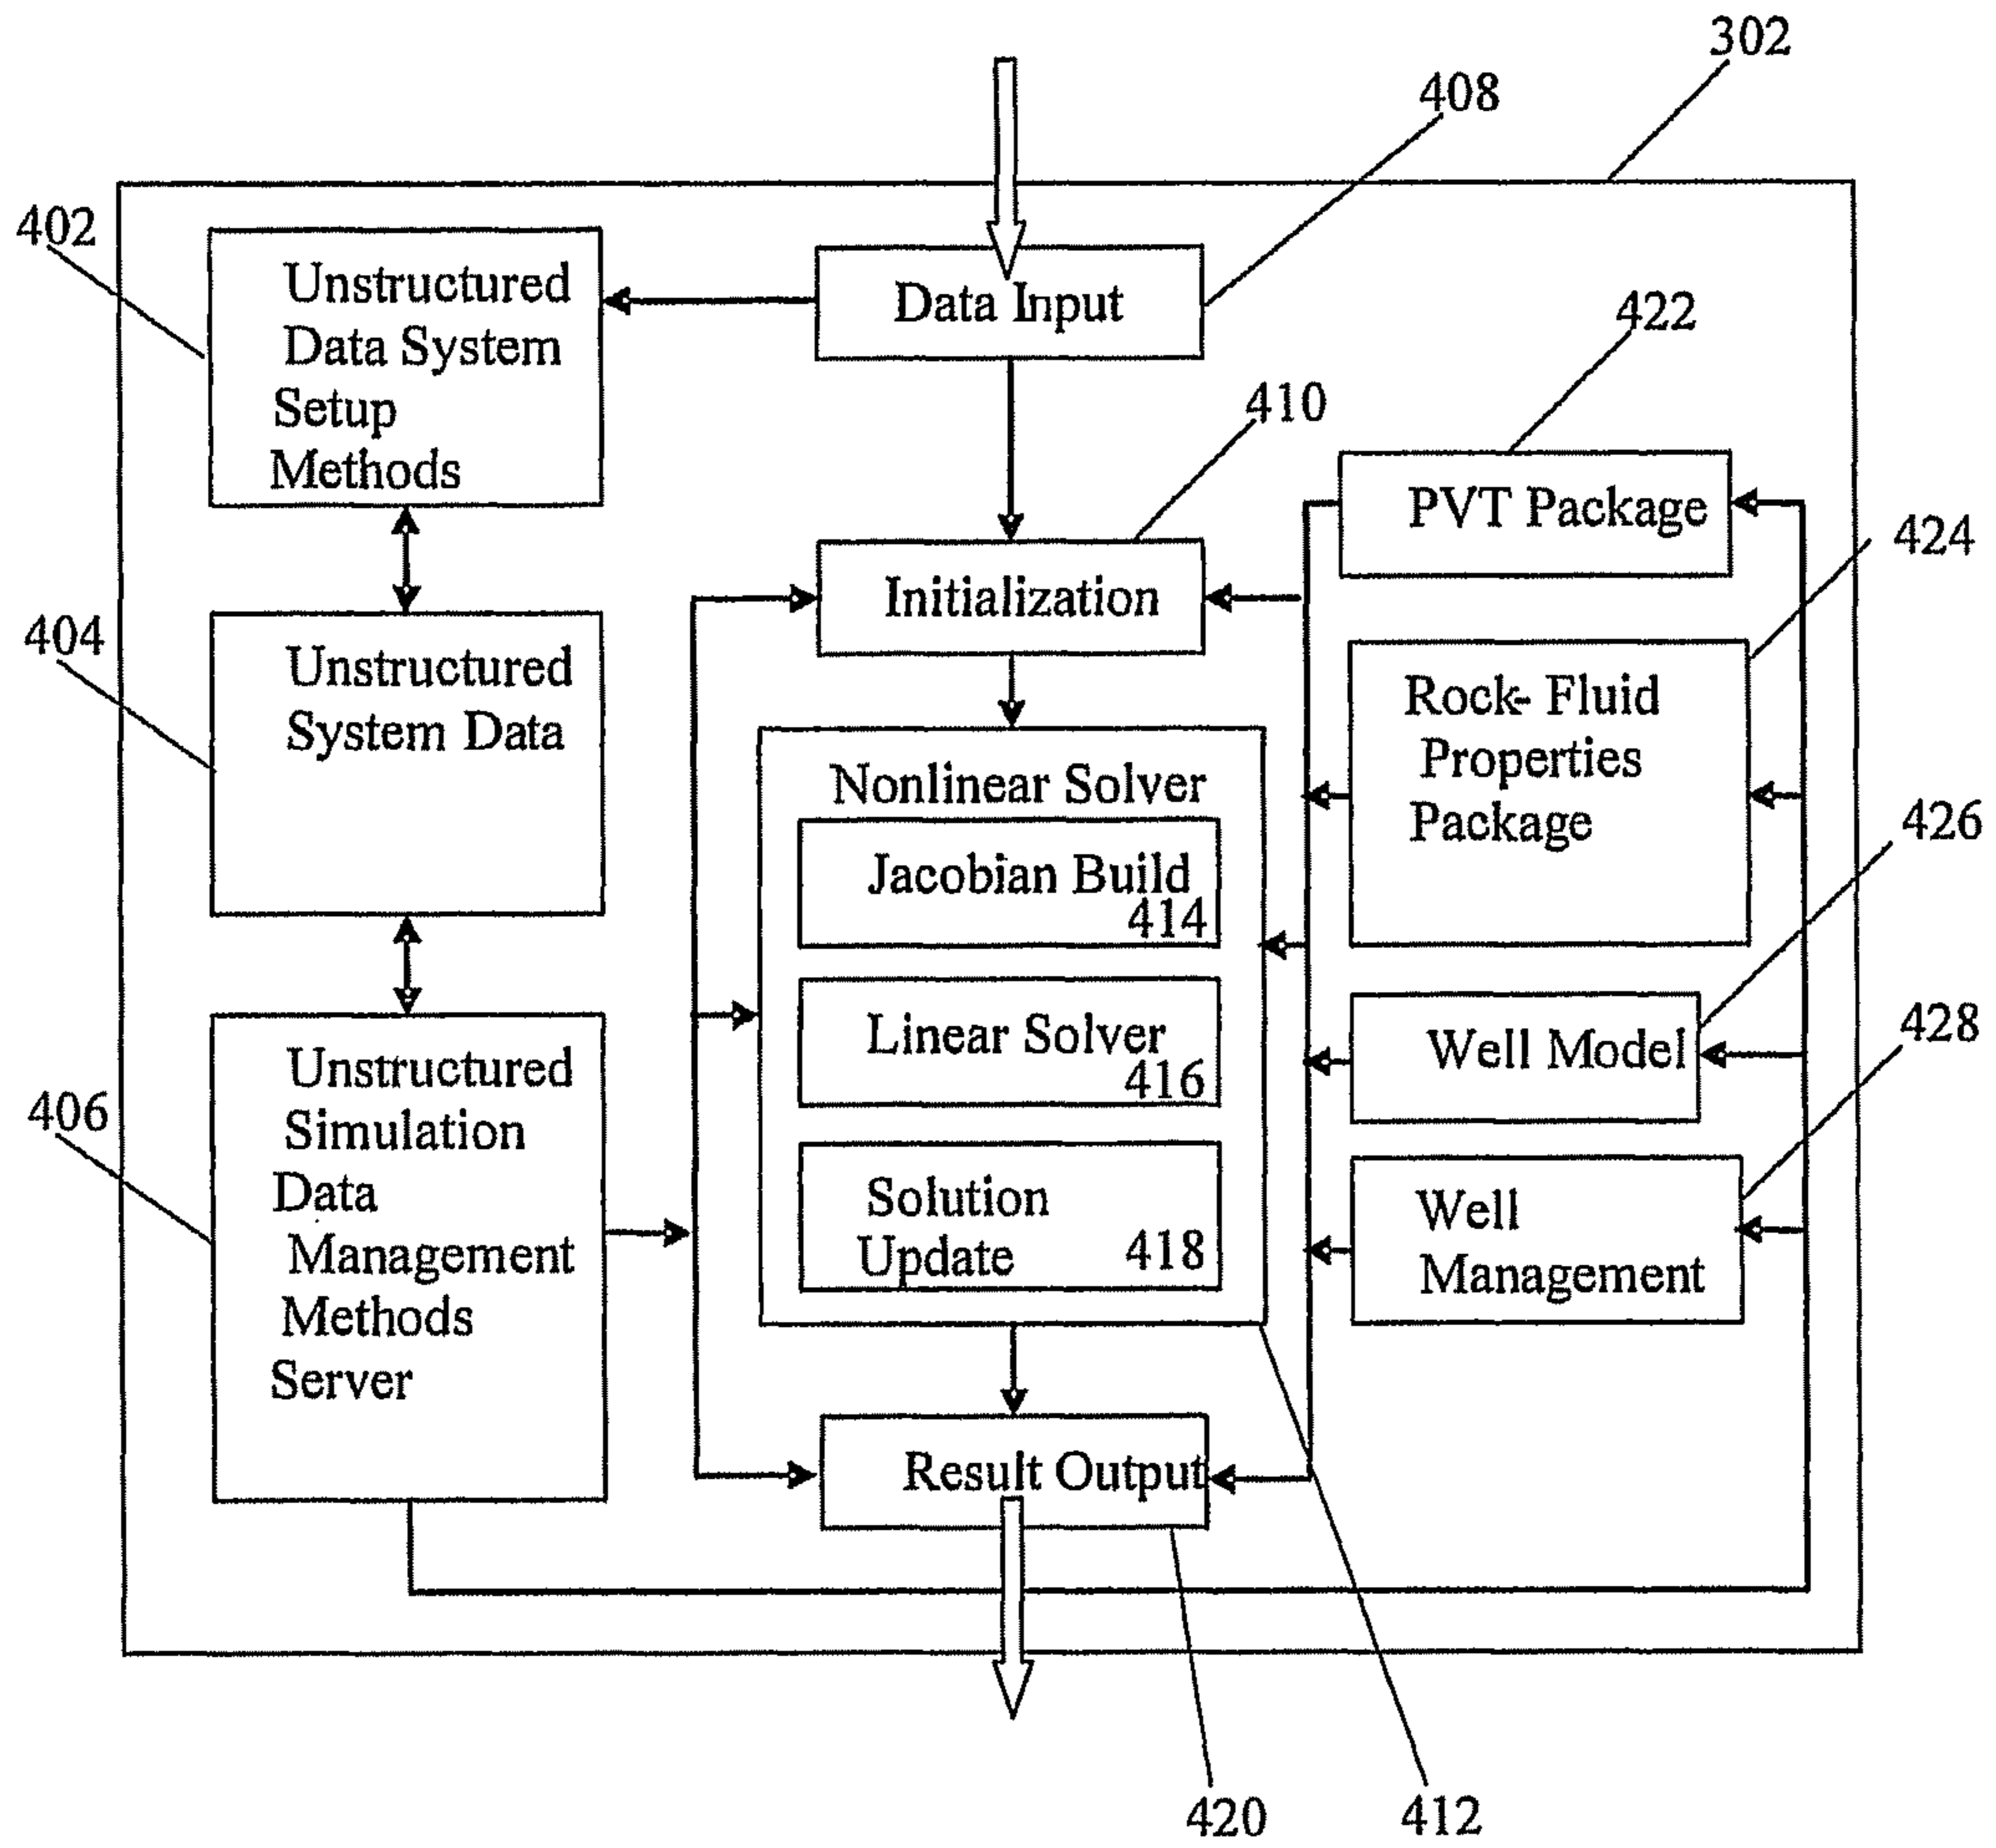 302
408
402
Unstructured
Data System
Setup
Methods
Data Input
422
410
PVT Package
424
Initialization
404
Unstructured
System Data
Rock- Fluid
Properties
Package
Nonlinear Solver
Jacobian Build
414
426
Linear Solver
416
Well Model
428
406
Unstructured
Simulation
Data
Management
Methods
Server
Solution
Update
418
Well
Management
Result Output
420
412